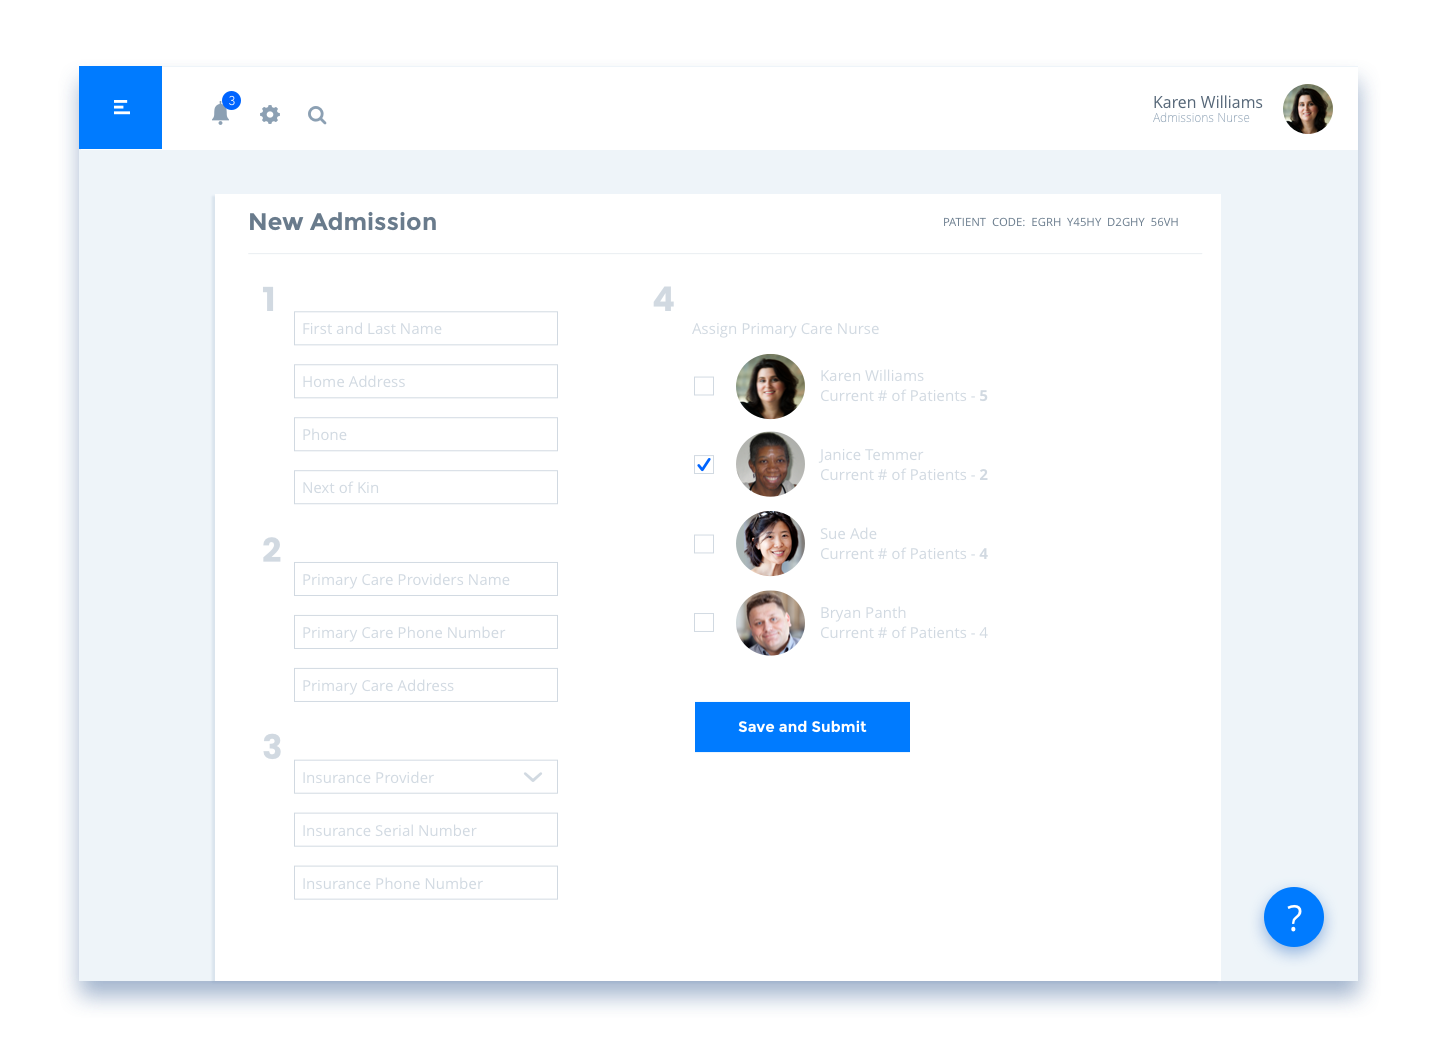 3
Karen Williams
Admissions Nurse
New Admission
PATIENT CODE: EGRH Y45HY D2GHY 56VH
1
First and Last Name
Home Address
Phone
Next of Kin
2
Primary Care Providers Name
Primary Care Phone Number
Primary Care Address
3
Insurance Provider
Insurance Serial Number
Insurance Phone Number
4
Assign Primary Care Nurse
Karen Williams
Current # of Patients - 5
Janice Temmer
Current # of Patients - 2
Sue Ade
Current # of Patients - 4
Bryan Panth
Current # of Patients - 4
Save and Submit
?